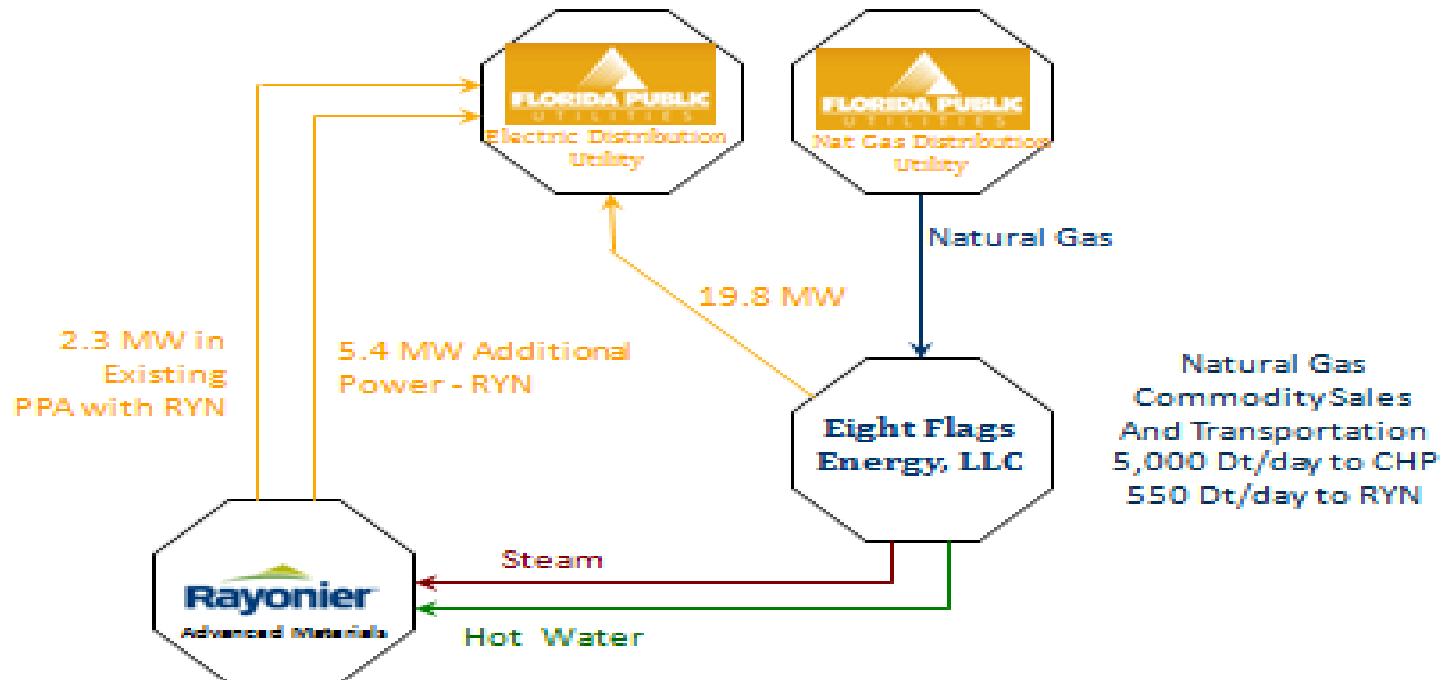 FLORIDA PUBLIC
UTILITIES
Electric Distribution
Utility
FLORIDA PUBLIC
UTILITIES
Nat Gas Distribution
Utility
Natural Gas
19.8 MW
2.3 MW in
Existing
PPA with RYN
5.4 MW Additional
Power - RYN
Natural Gas
Commodity Sales
And Transportation
5,000 Dt/day to CHP
550 Dt/day to RYN
Eight Flags
Energy, LLC
Steam
Rayonier
Advanced Materials
Hot Water